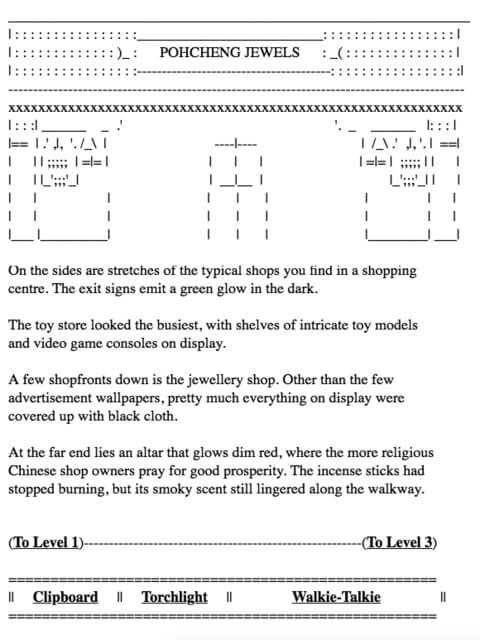 POHCHENG JEWELS
On the sides are stretches of the typical shops you find in a shopping
centre. The exit signs emit a green glow in the dark.
The toy store looked the busiest, with shelves of intricate toy models
and video game consoles on display.
A few shopfronts down is the jewellery shop. Other than the few
advertisement wallpapers, pretty much everything on display were
covered up with black cloth.
At the far end lies an altar that glows dim red, where the more religious
Chinese shop owners pray for good prosperity. The incense sticks had
stopped burning, but its smoky scent still lingered along the walkway.
(To Level 1)--------------------------------------------------------(To Level 3)
|| Clipboard || Torchlight || Walkie-Talkie ||